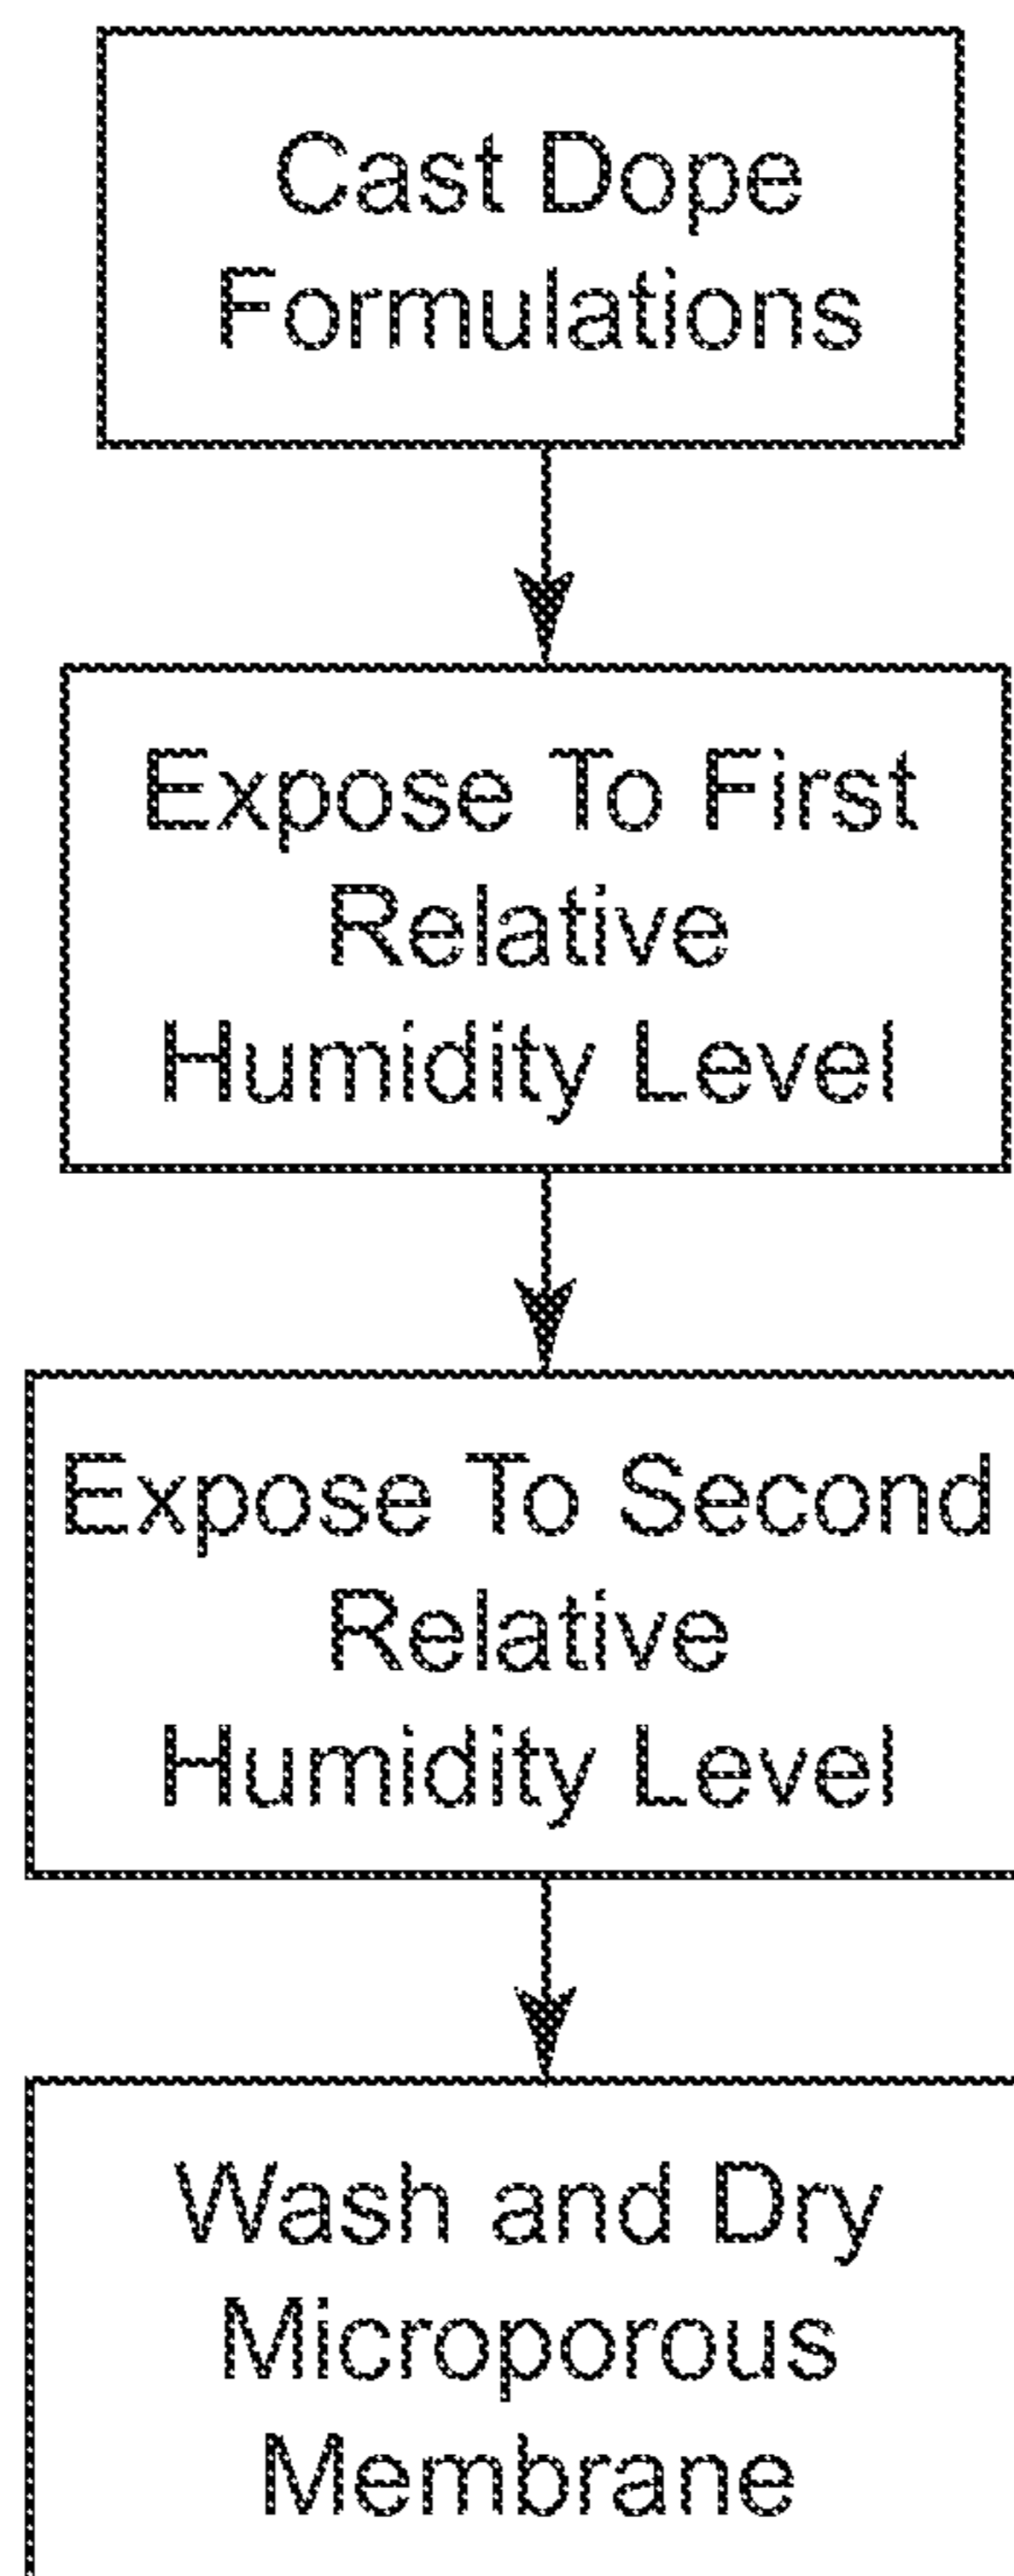 Cast Dope
Formulations
Expose To First
Relative
Humidity Level
Expose To Second
Relative
Humidity Level
Wash and Dry
Microporous
Membrane